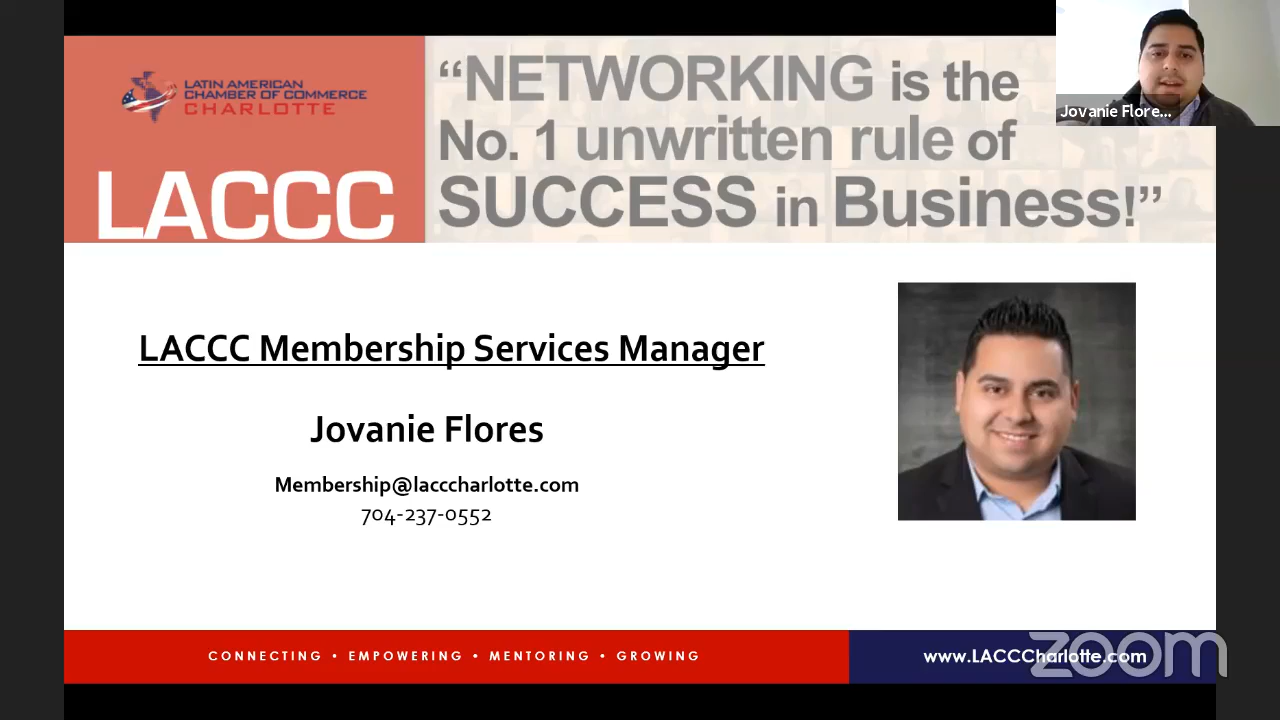 LATIN AMERICAN
CHAMBER OF COMMERCE
CHARLOTTE
LACCC
“NETWORKING is the
No. 1 unwritten rule of
SUCCESS in Business!”
Jovanie Flore...
LACCC Membership Services Manager
Jovanie Flores
Membership@lacccharlotte.com
704-237-0552
CONNECTING • EMPOWERING • MENTORING • GROWING
www.LACCCharlotte.com
zoom